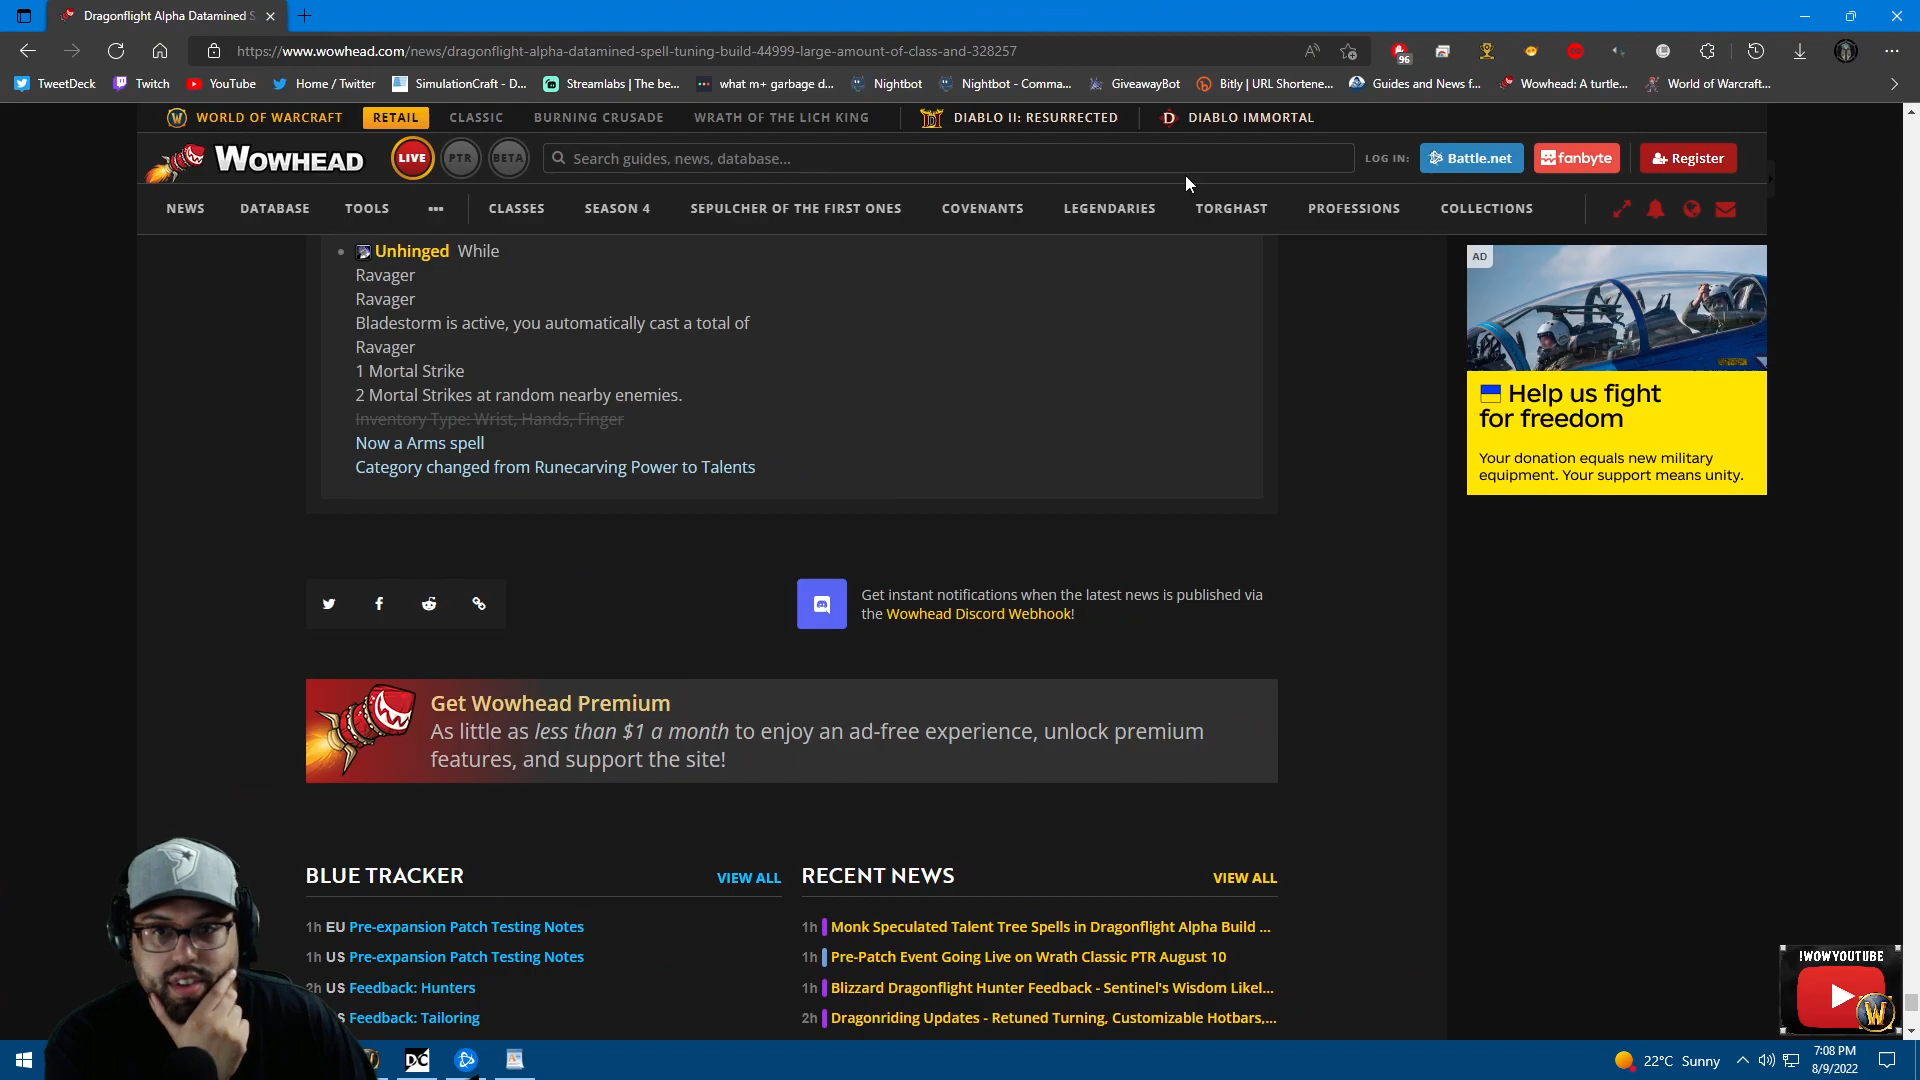 Dragonflight Alpha Datamined S
https://www.wowhead.com/news/dragonflight-alpha-datamined-spell-tuning-build-44999-large-amount-of-class-and-328257
96
TweetDeck
Twitch
YouTube
Home / Twitter
SimulationCraft - D...
Streamlabs | The be...
what m+ garbage d...
Nightbot
Nightbot - Comma...
GiveawayBot
Bitly | URL Shortene...
Guides and News f...
Wowhead: A turtle...
World of Warcraft...
WORLD OF WARCRAFT
RETAIL
CLASSIC
BURNING CRUSADE
WRATH OF THE LICH KING
DIABLO II: RESURRECTED
DIABLO IMMORTAL
WOWHEAD
LIVE
PTR
BETA
Search guides, news, database...
LOG IN:
Battle.net
fanbyte
Register
NEWS
DATABASE
TOOLS
CLASSES
SEASON 4
SEPULCHER OF THE FIRST ONES
COVENANTS
LEGENDARIES
TORGHAST
PROFESSIONS
COLLECTIONS
Unhinged While
Ravager
Ravager
Bladestorm is active, you automatically cast a total of
Ravager
1 Mortal Strike
2 Mortal Strikes at random nearby enemies.
Inventory Type: Wrist, Hands, Finger
Now a Arms spell
Category changed from Runecarving Power to Talents
AD
Help us fight
for freedom
Your donation equals new military
equipment. Your support means unity.
Get instant notifications when the latest news is published via
the Wowhead Discord Webhook!
Get Wowhead Premium
As little as less than $1 a month to enjoy an ad-free experience, unlock premium
features, and support the site!
BLUE TRACKER
VIEW ALL
1h EU Pre-expansion Patch Testing Notes
1h US Pre-expansion Patch Testing Notes
2h US Feedback: Hunters
S Feedback: Tailoring
RECENT NEWS
VIEW ALL
1h Monk Speculated Talent Tree Spells in Dragonflight Alpha Build ...
1h Pre-Patch Event Going Live on Wrath Classic PTR August 10
1h Blizzard Dragonflight Hunter Feedback - Sentinel's Wisdom Likel...
2h Dragonriding Updates - Retuned Turning, Customizable Hotbars,...
!WOWYOUTUBE
W
DC
22°C Sunny
7:08 PM
8/9/2022